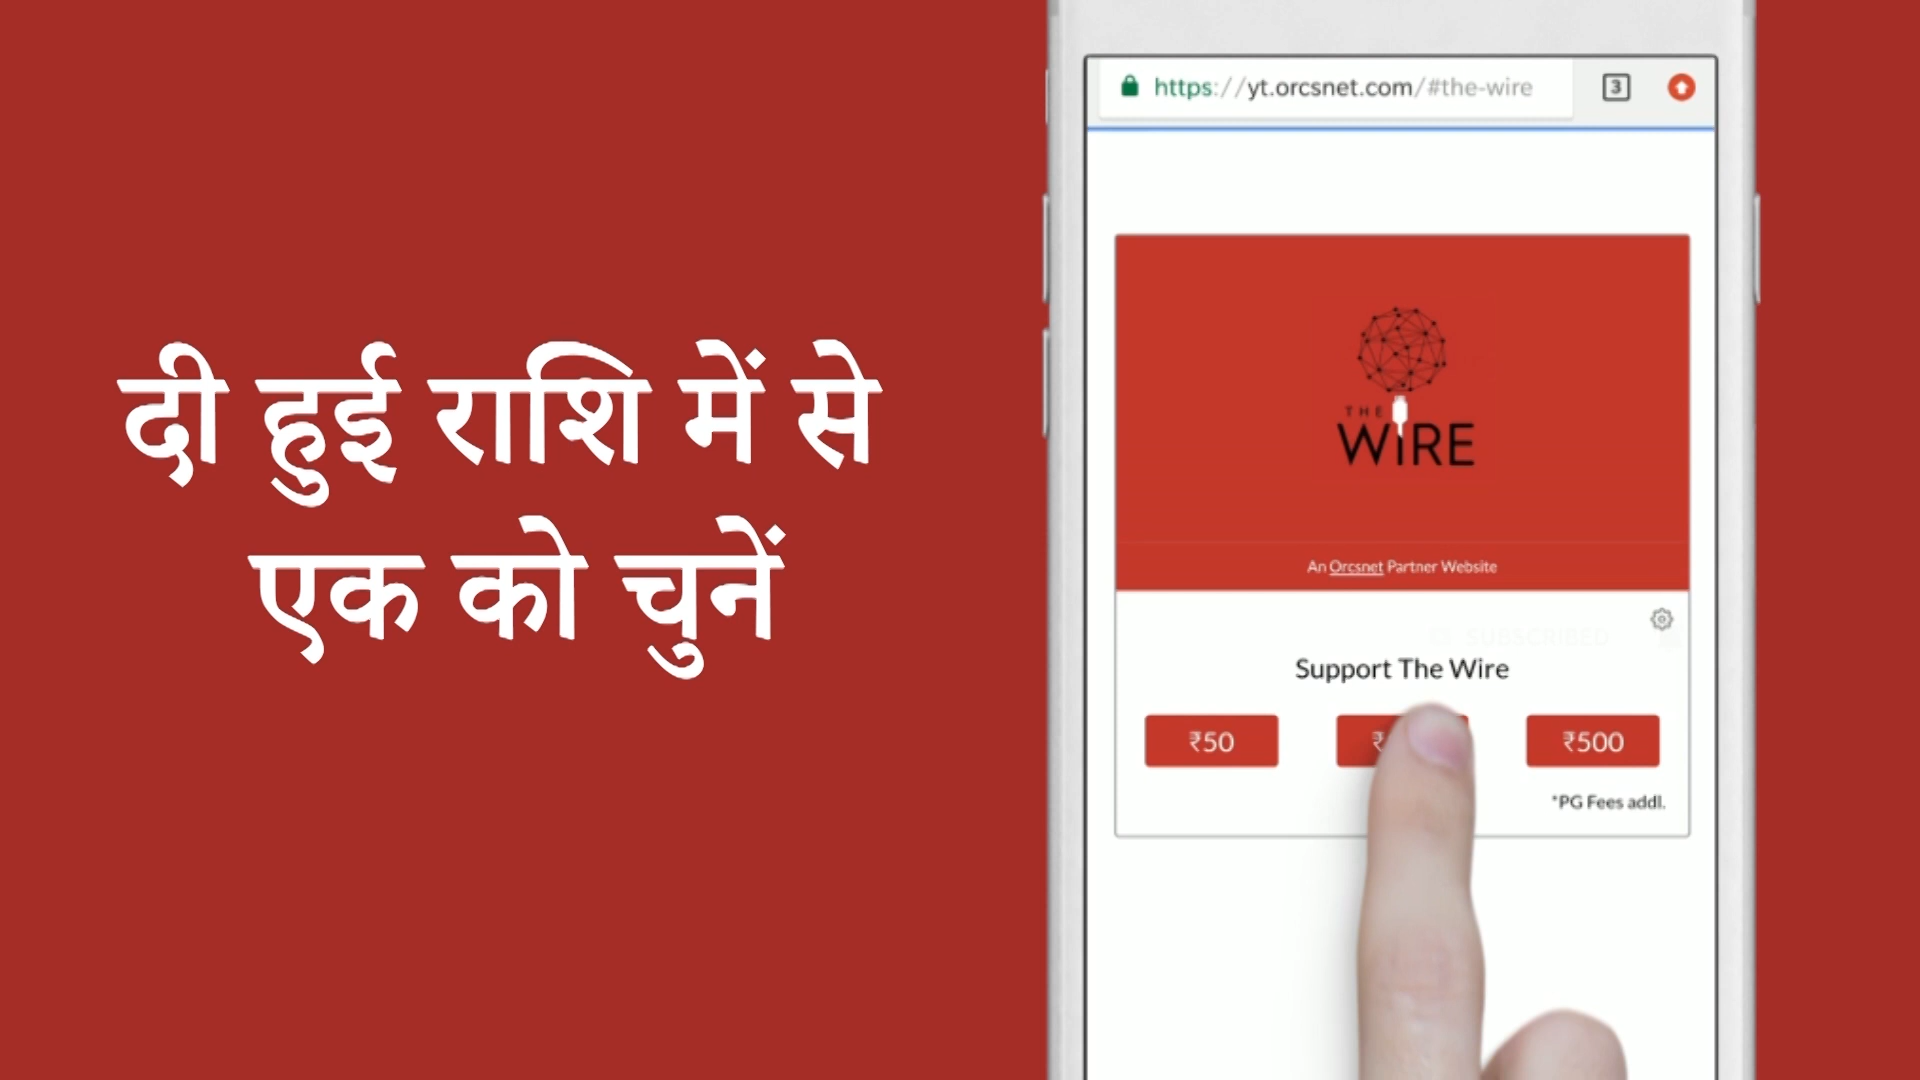 दी हुई राशि में से
एक को चुनें
https://yt.orcsnet.com/#the-wire
3
THE
WIRE
An Orcsnet Partner Website
SUBSCRIBED
Support The Wire
₹50
₹
₹500
*PG Fees addl.